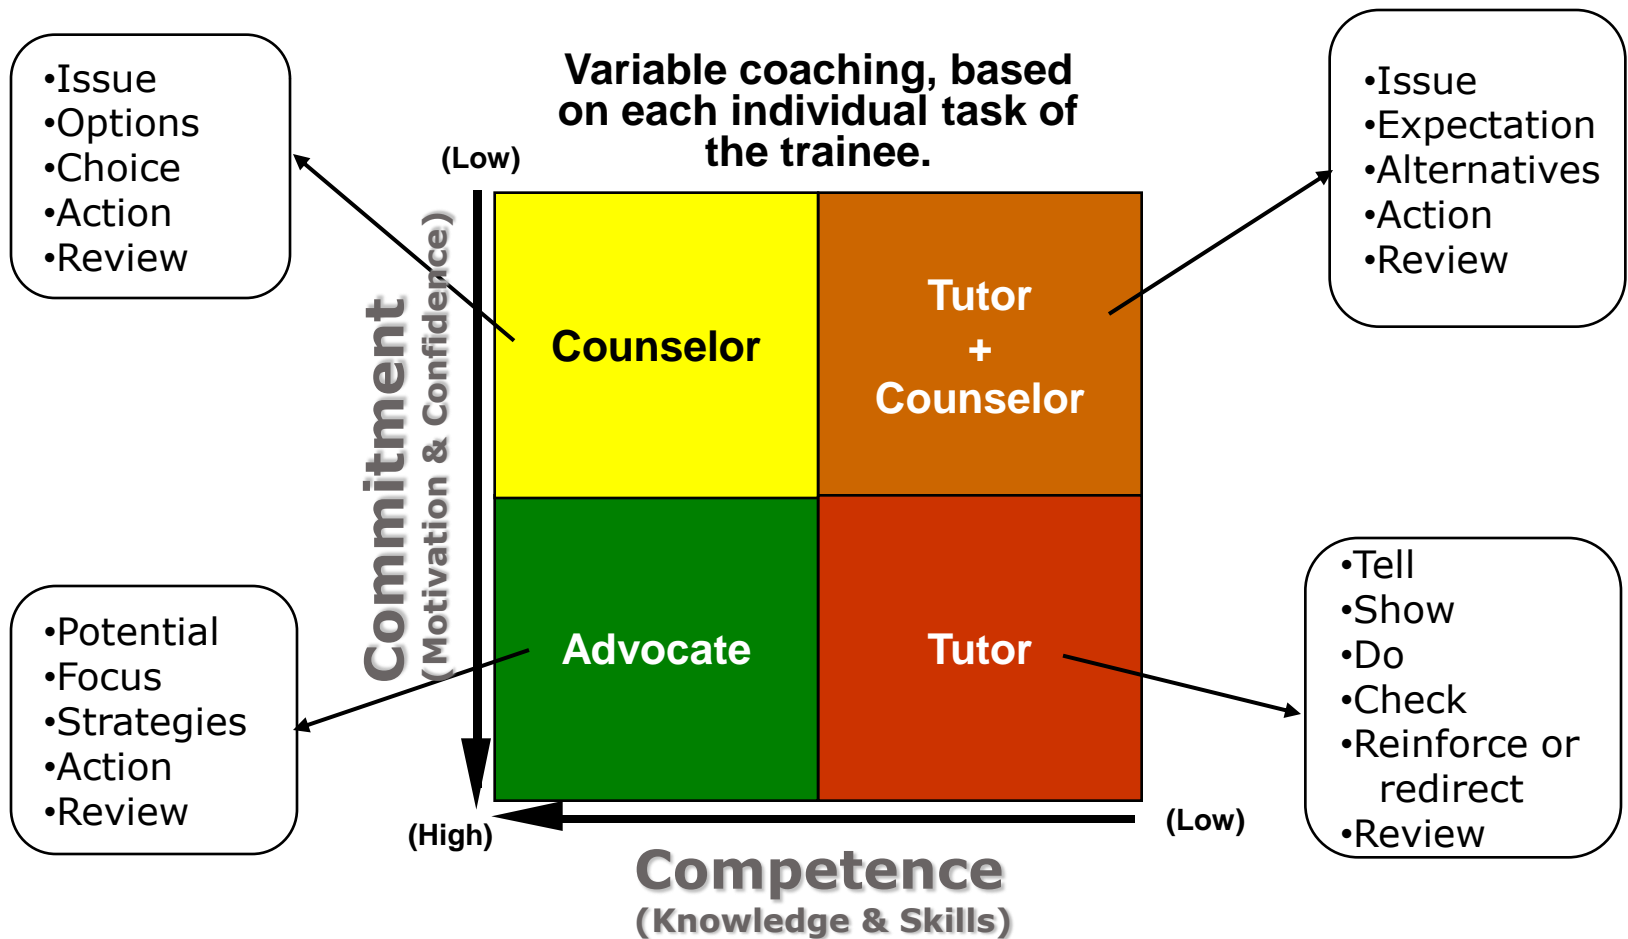 Variable coaching, based
on each individual task of
the trainee.
•Issue
•Options
•Choice
•Action
•Review
•Issue
•Expectation
•Alternatives
•Action
•Review
(Low)
Commitment
(Motivation & Confidence)
Counselor
Tutor
+
Counselor
Advocate
Tutor
•Potential
•Focus
•Strategies
•Action
•Review
•Tell
•Show
•Do
•Check
•Reinforce or
redirect
•Review
(High)
(Low)
Competence
(Knowledge & Skills)